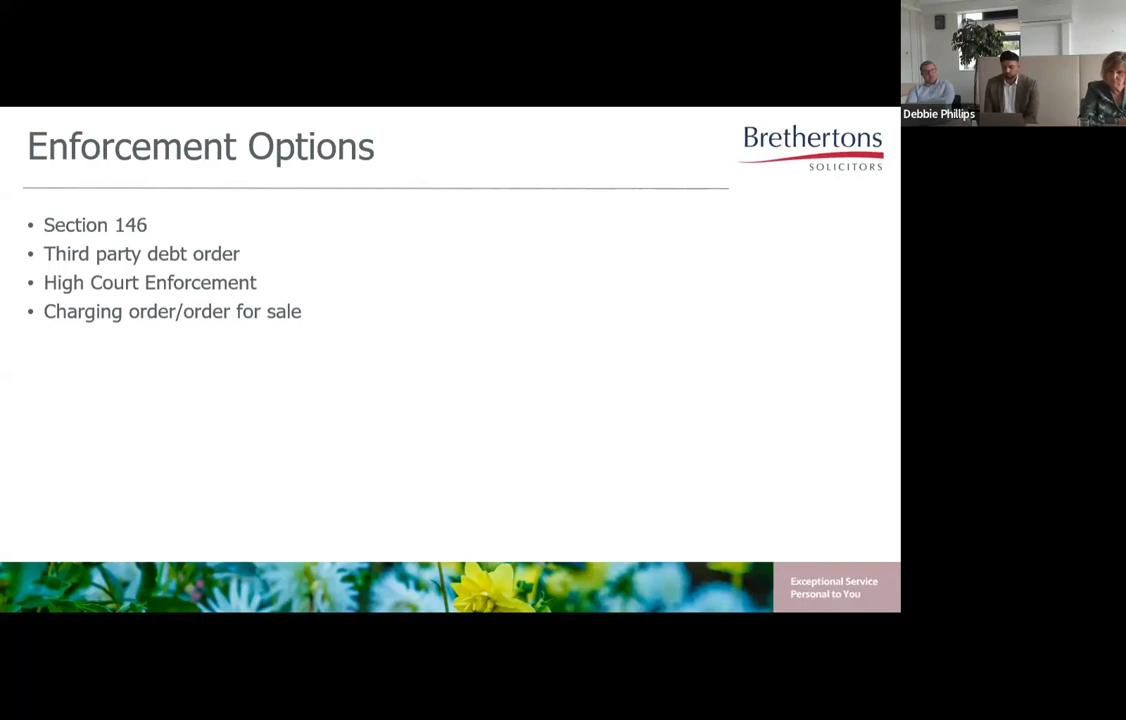 Debbie Phillips
Enforcement Options
Brethertons
SOLICITORS
• Section 146
• Third party debt order
• High Court Enforcement
• Charging order/order for sale
Exceptional Service
Personal to You